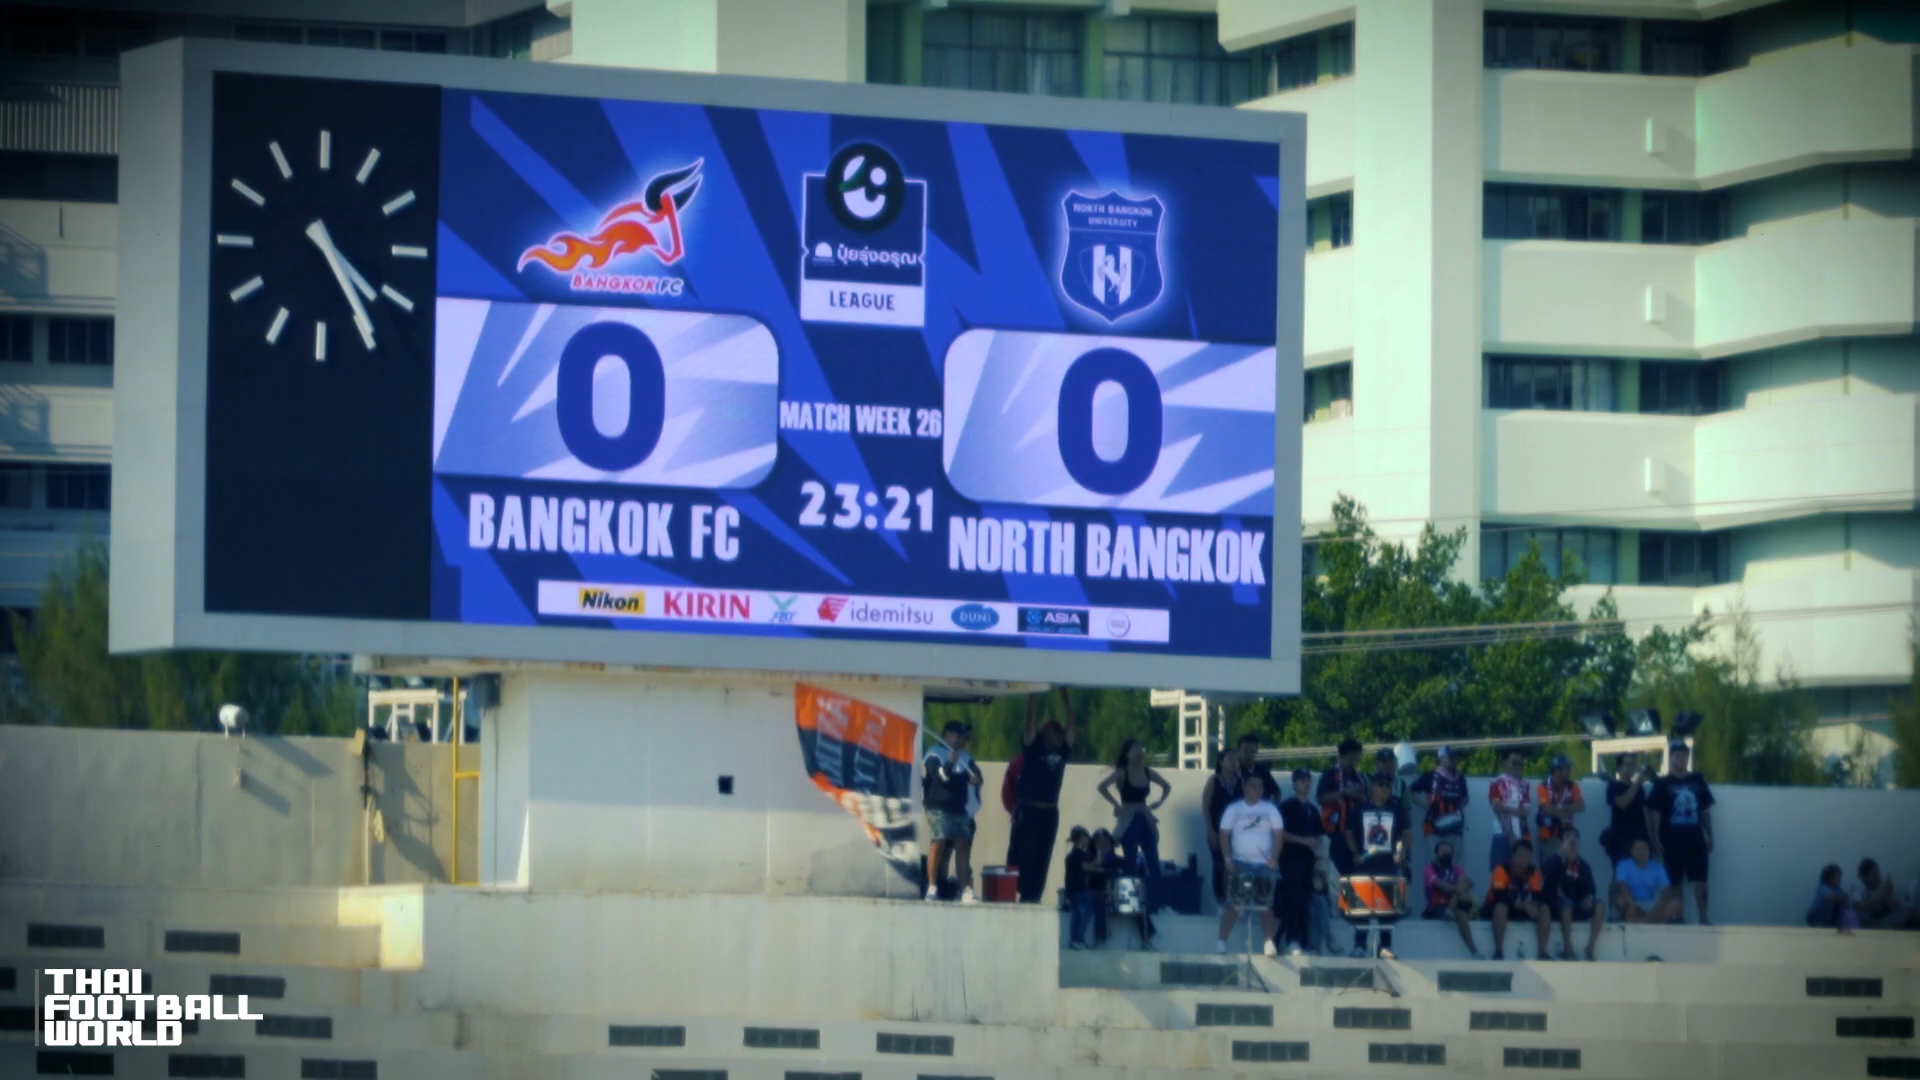 NORTH BANGKOK
UNIVERSITY
ปุ๋ยรุ่งอรุณ
BANGKOK FC
LEAGUE
0
0
MATCH WEEK 26
23:21
BANGKOK FC
NORTH BANGKOK
Nikon KIRIN FBT idemitsu DUNI ASIA
THAI
FOOTBALL
WORLD